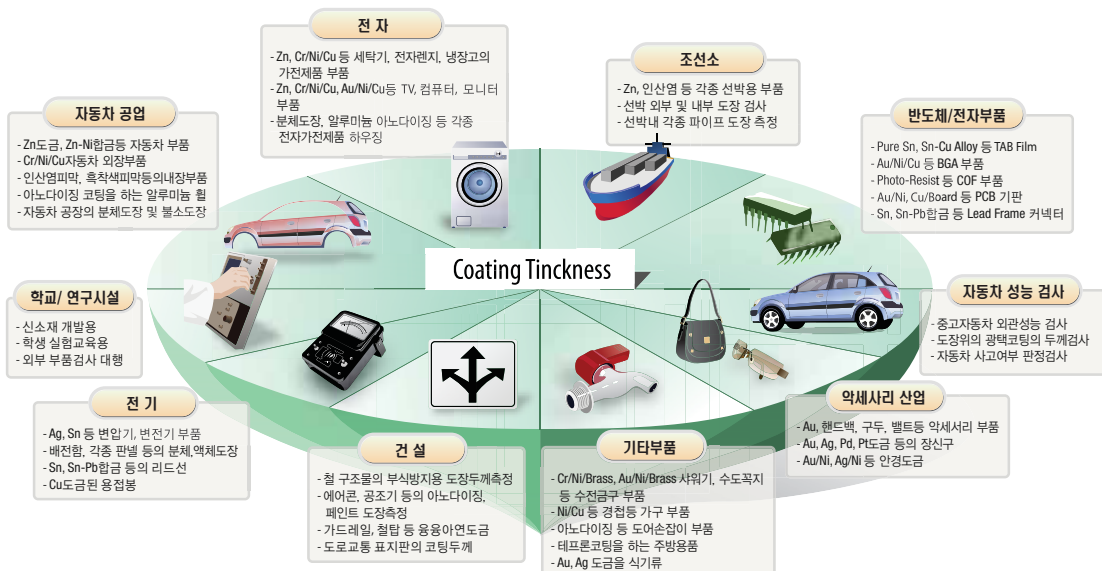 전 자
- Zn, Cr/Ni/Cu 등 세탁기, 전자렌지, 냉장고의
가전제품 부품
- Zn, Cr/Ni/Cu, Au/Ni/Cu등 TV, 컴퓨터, 모니터
부품
- 분체도장, 알루미늄 아노다이징 등 각종
전자가전제품 하우징
조선소
- Zn, 인산염 등 각종 선박용 부품
- 선박 외부 및 내부 도장 검사
- 선박내 각종 파이프 도장 측정
자동차 공업
- Zn도금, Zn-Ni합금등 자동차 부품
- Cr/Ni/Cu자동차 외장부품
- 인산염피막, 흑착색피막등의내장부품
- 아노다이징 코팅을 하는 알루미늄 휠
- 자동차 공장의 분체도장 및 불소도장
반도체/전자부품
- Pure Sn, Sn-Cu Alloy 등 TAB Film
- Au/Ni/Cu 등 BGA 부품
- Photo-Resist 등 COF 부품
- Au/Ni, Cu/Board 등 PCB 기판
- Sn, Sn-Pb합금 등 Lead Frame 커넥터
Coating Tinckness
학교/ 연구시설
- 신소재 개발용
- 학생 실험교육용
- 외부 부품검사 대행
자동차 성능 검사
- 중고자동차 외관성능 검사
- 도장위의 광택코팅의 두께검사
- 자동차 사고여부 판정검사
전 기
- Ag, Sn 등 변압기, 변전기 부품
- 배전함, 각종 판넬 등의 분체,액체도장
- Sn, Sn-Pb합금 등의 리드선
- Cu도금된 용접봉
악세사리 산업
- Au, 핸드백, 구두, 밸트등 악세서리 부품
- Au, Ag, Pd, Pt도금 등의 장신구
- Au/Ni, Ag/Ni 등 안경도금
건 설
- 철 구조물의 부식방지용 도장두께측정
- 에어콘, 공조기 등의 아노다이징,
페인트 도장측정
- 가드레일, 철탑 등 융융아연도금
- 도로교통 표지판의 코팅두께
기타부품
- Cr/Ni/Brass, Au/Ni/Brass 샤워기, 수도꼭지
등 수전금구 부품
- Ni/Cu 등 경첩등 가구 부품
- 아노다이징 등 도어손잡이 부품
- 테프론코팅을 하는 주방용품
- Au, Ag 도금을 식기류